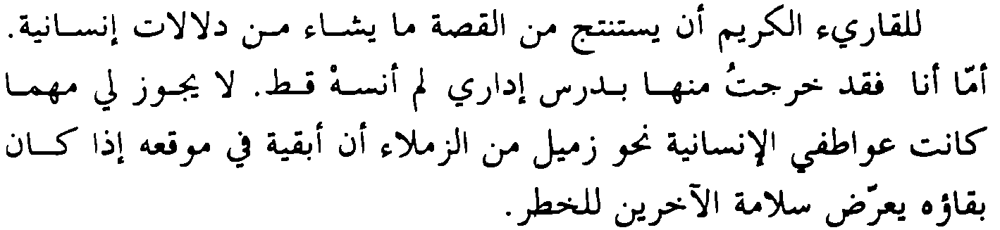 للقاريء الكريم أن يستنتج من القصة ما يشاء من دلالات إنسانية.
أمّا أنا فقد خرجتُ منها بدرس إداري لم أنسهْ قط. لا يجوز لي مهما
كانت عواطفي الإنسانية نحو زميل من الزملاء أن أبقية في موقعه إذا كان
بقاؤه يعرّض سلامة الآخرين للخطر.